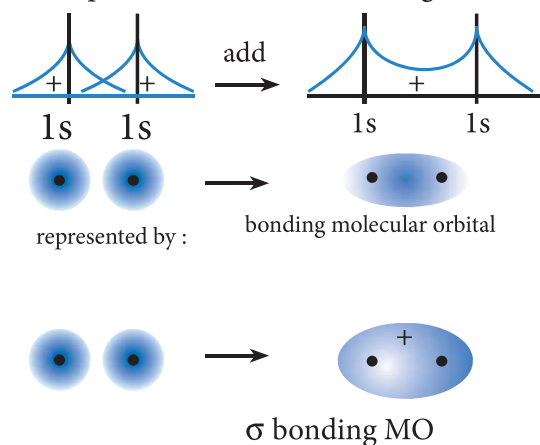 add
+ + +
1s 1s 1s 1s
bonding molecular orbital
represented by :
+
σ bonding MO